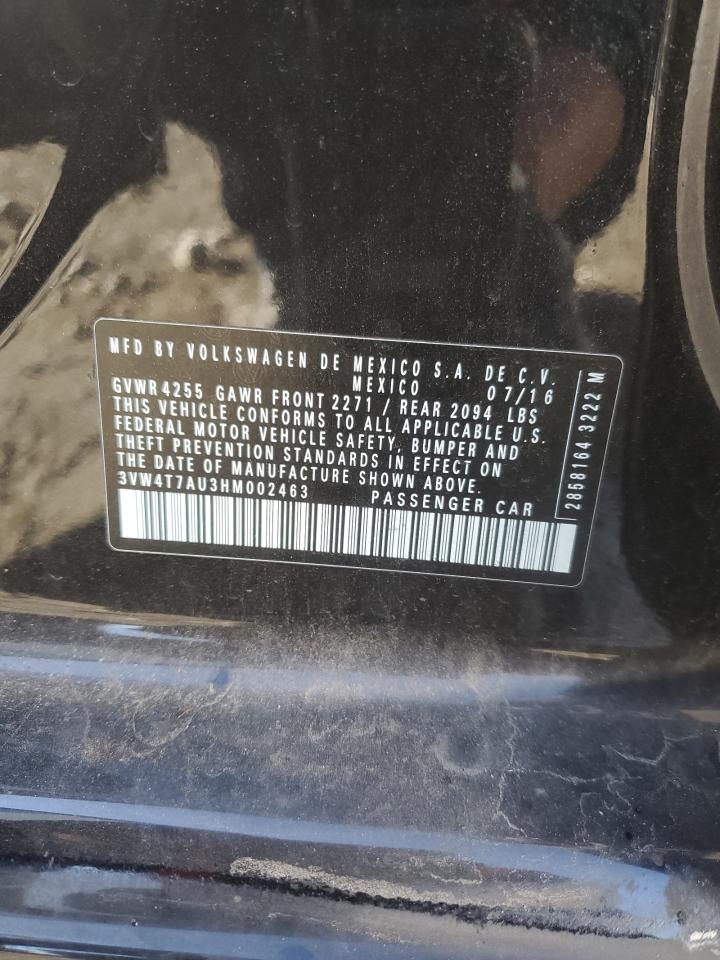 MFD BY VOLKSWAGEN DE MEXICO S.A. DE C.V.
MEXICO 07/16
GVWR 4255 GAWR FRONT 2271 / REAR 2094 LBS
THIS VEHICLE CONFORMS TO ALL APPLICABLE U.S.
FEDERAL MOTOR VEHICLE SAFETY, BUMPER AND
THEFT PREVENTION STANDARDS IN EFFECT ON
THE DATE OF MANUFACTURE SHOWN ABOVE.
3VW4T7AU3HM002463 PASSENGER CAR
2858164 3222 M